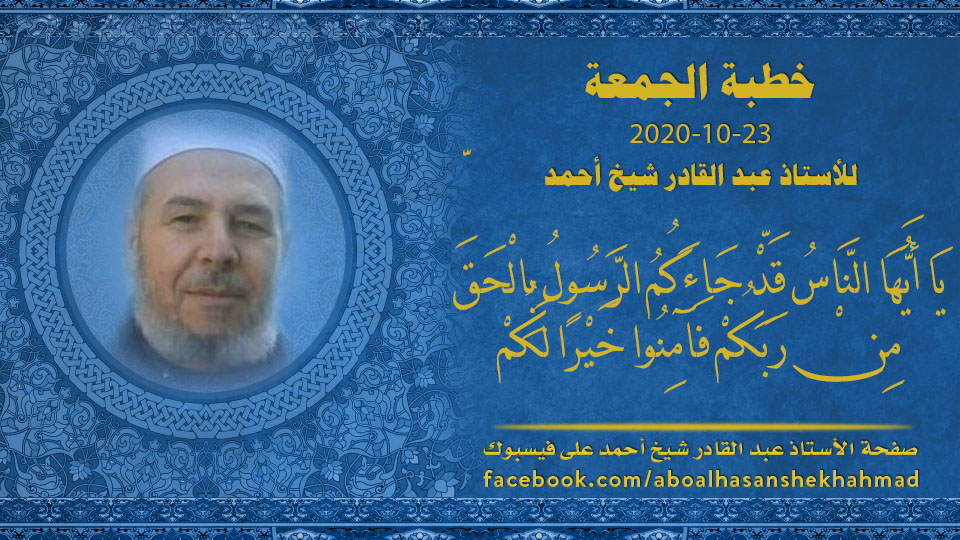 خطبة الجمعة
2020-10-23
للأستاذ عبد القادر شيخ أحمد
يَا أَيُّهَا النَّاسُ قَدْ جَاءَكُمُ الرَّسُولُ بِالْحَقِّ
مِنْ رَبِّكُمْ فَآمِنُوا خَيْرًا لَكُمْ
صفحة الأستاذ عبد القادر شيخ أحمد على فيسبوك
facebook.com/aboalhasanshekhahmad